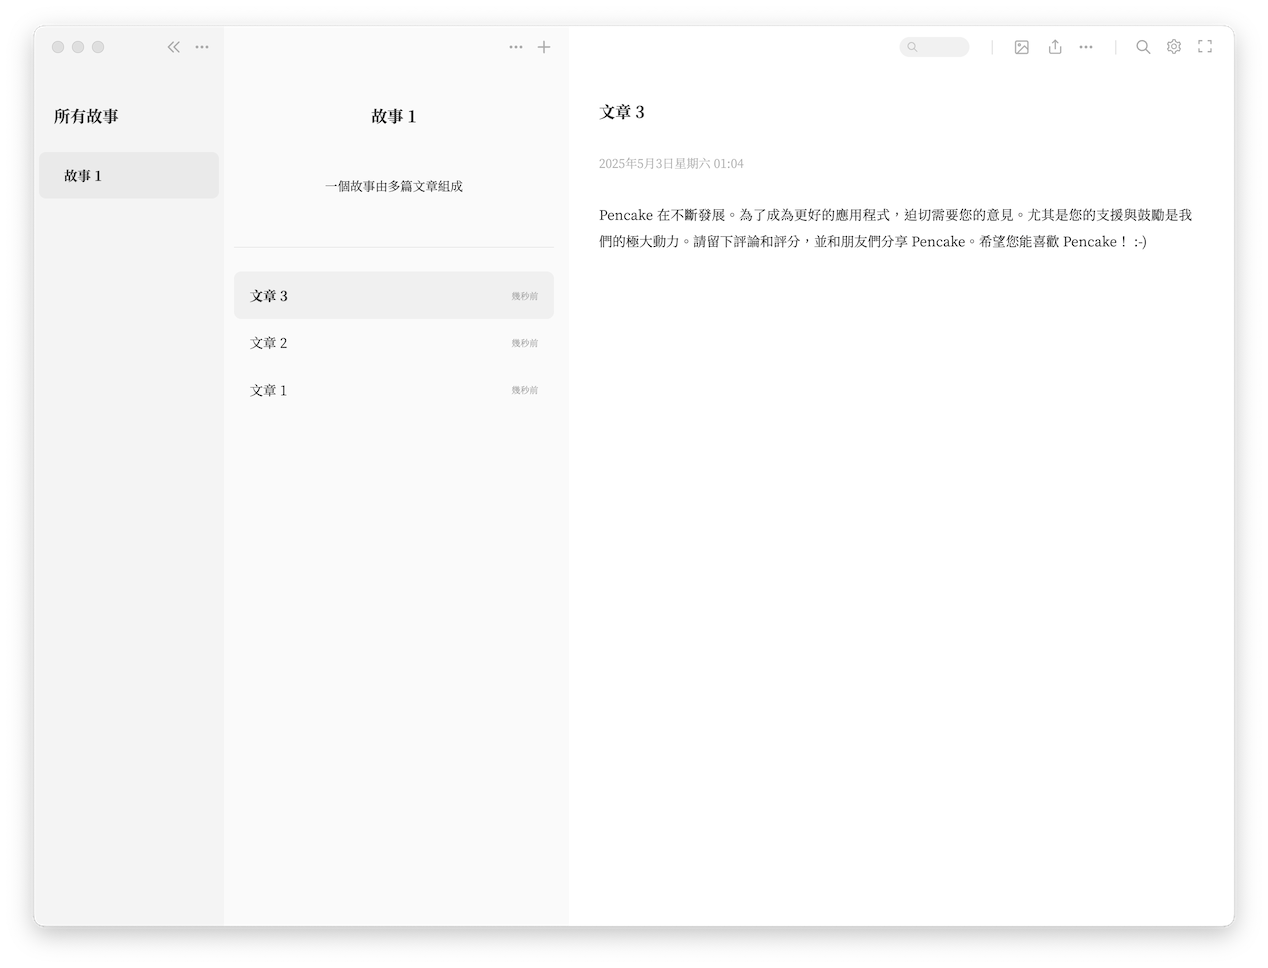 所有故事
故事 1
故事 1
一個故事由多篇文章組成
文章 3 幾秒前
文章 2 幾秒前
文章 1 幾秒前
文章 3
2025年5月3日星期六 01:04
Pencake 在不斷發展。為了成為更好的應用程式，迫切需要您的意見。尤其是您的支援與鼓勵是我
們的極大動力。請留下評論和評分，並和朋友們分享 Pencake。希望您能喜歡 Pencake！ :-)